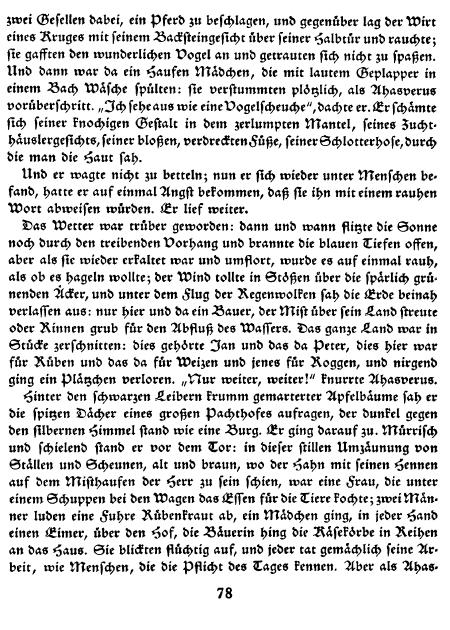 zwei Gesellen dabei, ein Pferd zu beschlagen, und gegenüber lag der Wirt
eines Kruges mit seinem Backsteingesicht über seiner Halbtür und rauchte;
sie gafften den wunderlichen Vogel an und getrauten sich nicht zu spaßen.
Und dann war da ein Haufen Mädchen, die mit lautem Geplapper in
einem Bach Wäsche spülten: sie verstummten plötzlich, als Ahasverus
vorüberschritt. „Ich sehe aus wie eine Vogelscheuche“, dachte er. Er schämte
sich seiner knochigen Gestalt in dem zerlumpten Mantel, seines Zucht-
häuslergesichts, seiner bloßen, verdreckten Füße, seiner Schlotterhose, durch
die man die Haut sah.
Und er wagte nicht zu betteln; nun er sich wieder unter Menschen be-
fand, hatte er auf einmal Angst bekommen, daß sie ihn mit einem rauhen
Wort abweisen würden. Er lief weiter.
Das Wetter war trüber geworden: dann und wann flitzte die Sonne
noch durch den treibenden Vorhang und brannte die blauen Tiefen offen,
aber als sie wieder erkaltet war und umflort, wurde es auf einmal rauh,
als ob es hageln wollte; der Wind tollte in Stößen über die spärlich grü-
nenden Äcker, und unter dem Flug der Regenwolken sah die Erde beinah
verlassen aus: nur hier und da ein Bauer, der Mist über sein Land streute
oder Rinnen grub für den Abfluß des Wassers. Das ganze Land war in
Stücke zerschnitten: dies gehörte Jan und das da Peter, dies hier war
für Rüben und das da für Weizen und jenes für Roggen, und nirgend
ging ein Plätzchen verloren. „Nur weiter, weiter!“ knurrte Ahasverus.
Hinter den schwarzen Leibern krumm gemarterter Apfelbäume sah er
die spitzen Dächer eines großen Pachthofes aufragen, der dunkel gegen
den silbernen Himmel stand wie eine Burg. Er ging darauf zu. Mürrisch
und schielend stand er vor dem Tor: in dieser stillen Umzäunung von
Ställen und Scheunen, alt und braun, wo der Hahn mit seinen Hennen
auf dem Misthaufen der Herr zu sein schien, war eine Frau, die unter
einem Schuppen bei den Wagen das Essen für die Tiere kochte; zwei Män-
ner luden eine Fuhre Rübenkraut ab, ein Mädchen ging, in jeder Hand
einen Eimer, über den Hof, die Bäuerin hing die Käsekörbe in Reihen
an das Haus. Sie blickten flüchtig auf, und jeder tat gemächlich seine Ar-
beit, wie Menschen, die die Pflicht des Tages kennen. Aber als Ahas-
78